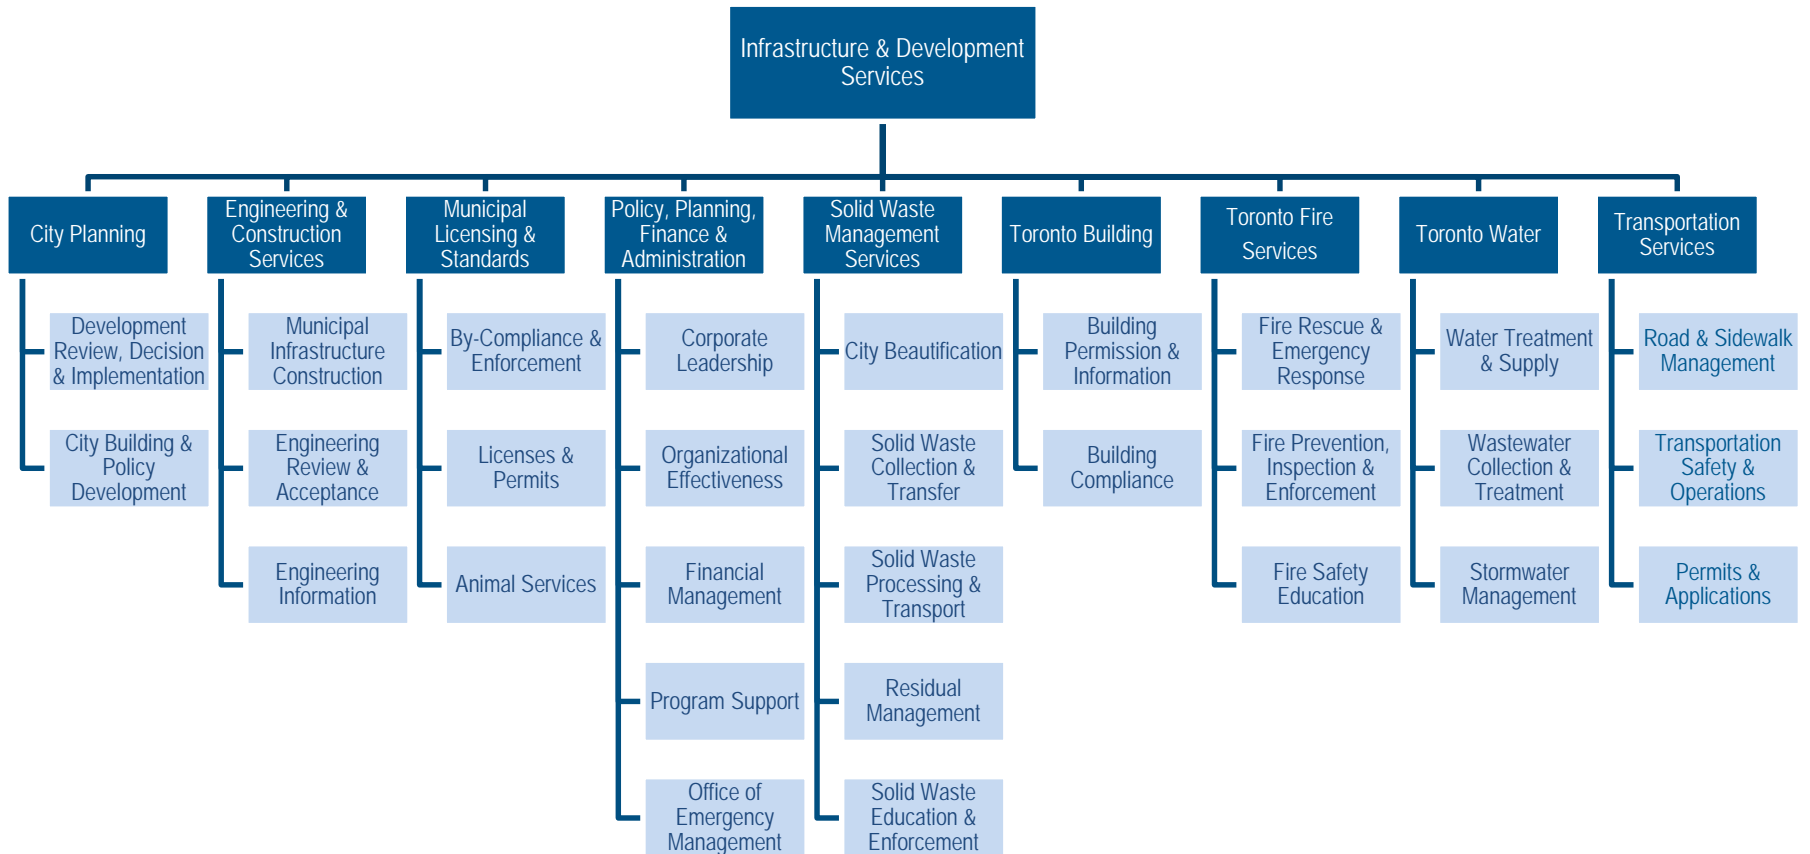 Infrastructure & Development
Services
City Planning
Engineering &
Construction
Services
Municipal
Licensing &
Standards
Policy, Planning,
Finance &
Administration
Solid Waste
Management
Services
Toronto Building
Toronto Fire
Services
Toronto Water
Transportation
Services
Development
Review, Decision
& Implementation
City Building &
Policy
Development
Municipal
Infrastructure
Construction
Engineering
Review &
Acceptance
Engineering
Information
By-Compliance &
Enforcement
Licenses &
Permits
Animal Services
Corporate
Leadership
Organizational
Effectiveness
Financial
Management
Program Support
Office of
Emergency
Management
City Beautification
Solid Waste
Collection &
Transfer
Solid Waste
Processing &
Transport
Residual
Management
Solid Waste
Education &
Enforcement
Building
Permission &
Information
Building
Compliance
Fire Rescue &
Emergency
Response
Fire Prevention,
Inspection &
Enforcement
Fire Safety
Education
Water Treatment
& Supply
Wastewater
Collection &
Treatment
Stormwater
Management
Road & Sidewalk
Management
Transportation
Safety &
Operations
Permits &
Applications